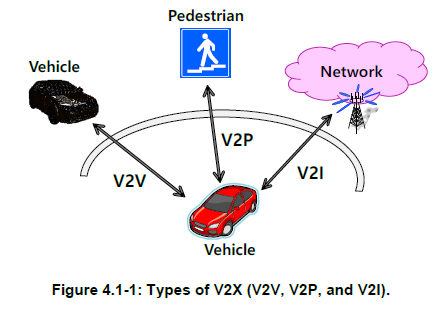 Pedestrian
Vehicle
Network
V2P
V2V
V2I
Vehicle
Figure 4.1-1: Types of V2X (V2V, V2P, and V2I).